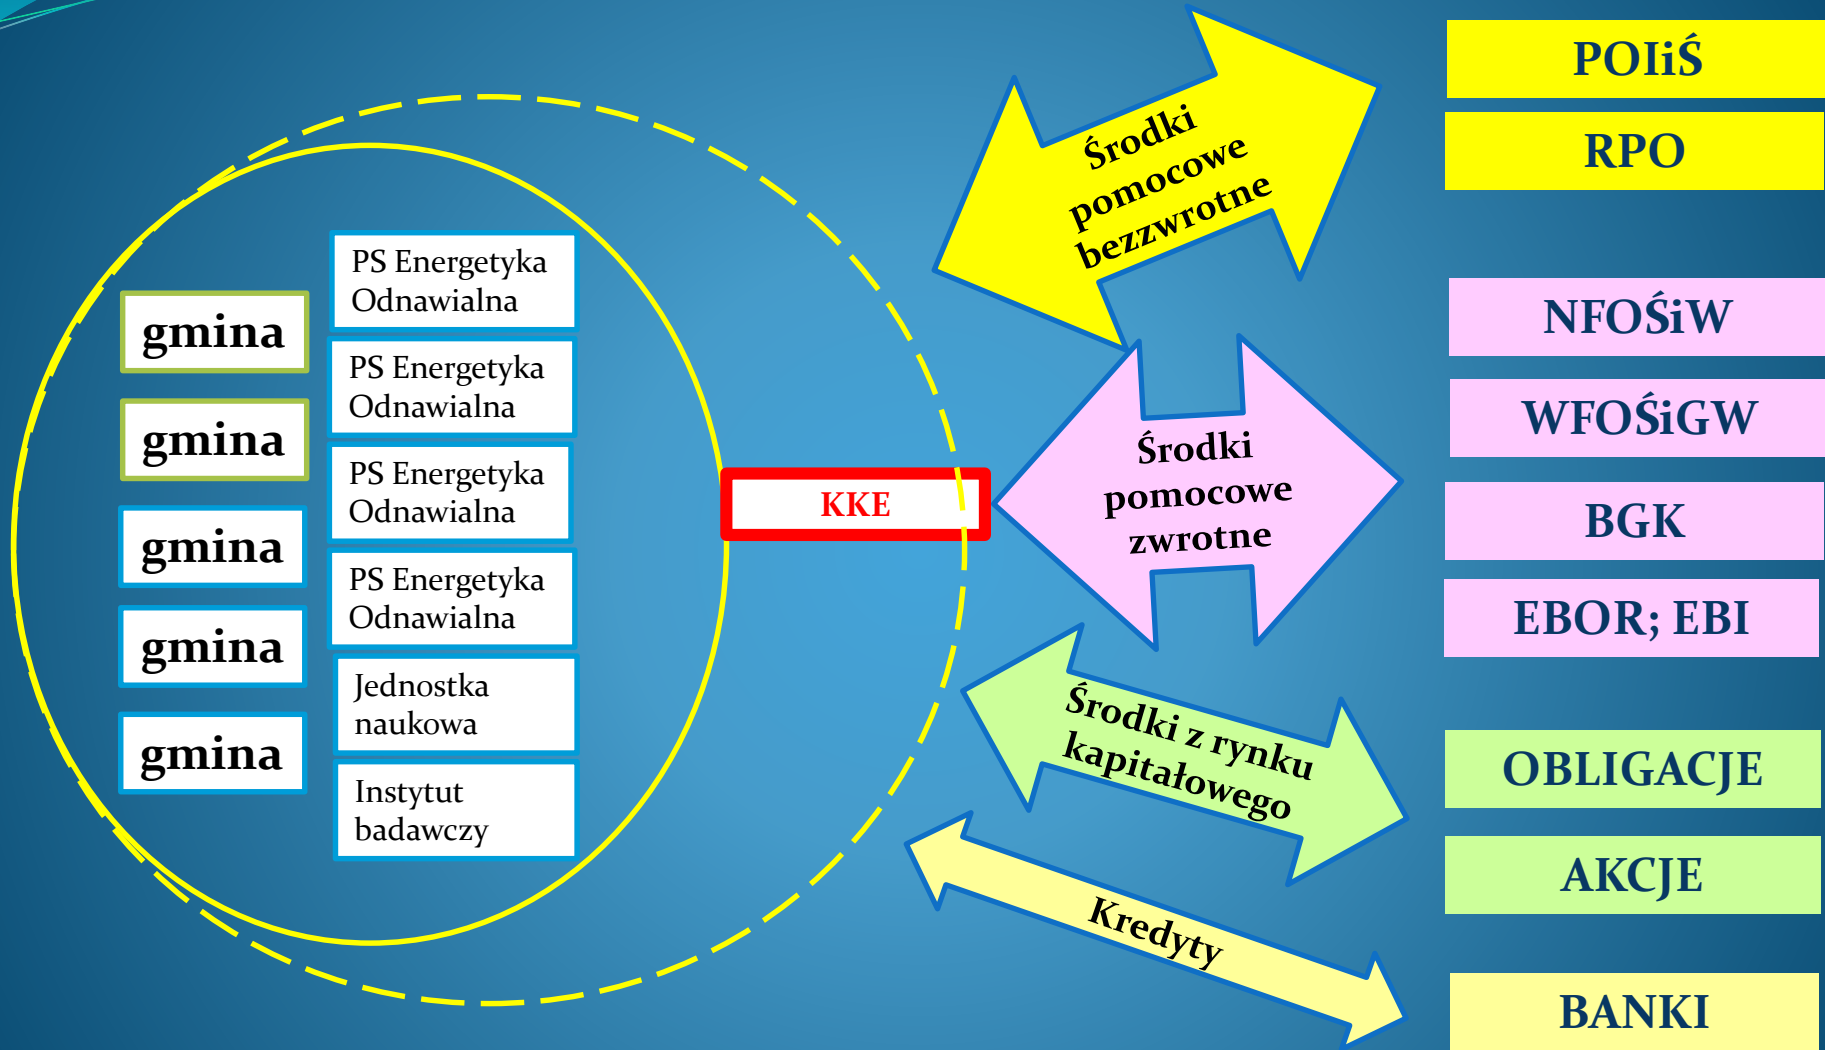 gmina
gmina
gmina
gmina
gmina
PS Energetyka
Odnawialna
PS Energetyka
Odnawialna
PS Energetyka
Odnawialna
PS Energetyka
Odnawialna
Jednostka
naukowa
Instytut
badawczy
KKE
Środki
pomocowe
bezzwrotne
Środki
pomocowe
zwrotne
Środki z rynku
kapitałowego
Kredyty
POIiŚ
RPO
NFOŚiW
WFOŚiGW
BGK
EBOR; EBI
OBLIGACJE
AKCJE
BANKI